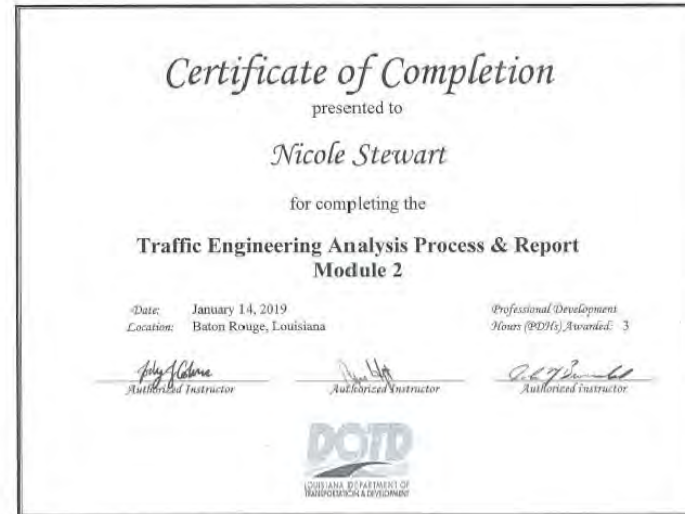 Certificate of Completion
presented to
Nicole Stewart
for completing the
Traffic Engineering Analysis Process & Report
Module 2
Date: January 14, 2019
Location: Baton Rouge, Louisiana
Professional Development
Hours (PDHs) Awarded: 3
Authorized Instructor
Authorized Instructor
Authorized instructor
DOTD
LOUISIANA DEPARTMENT OF
TRANSPORTATION & DEVELOPMENT